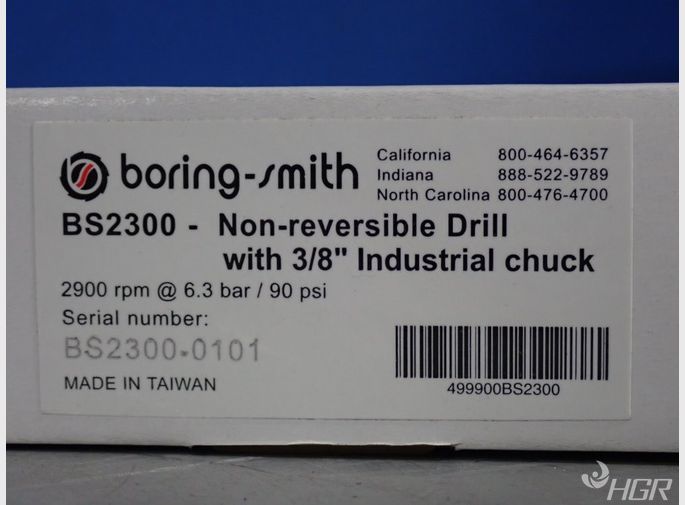 boring-smith
California 800-464-6357
Indiana 888-522-9789
North Carolina 800-476-4700
BS2300 - Non-reversible Drill
with 3/8" Industrial chuck
2900 rpm @ 6.3 bar / 90 psi
Serial number:
BS2300-0101
MADE IN TAIWAN
499900BS2300
HGR